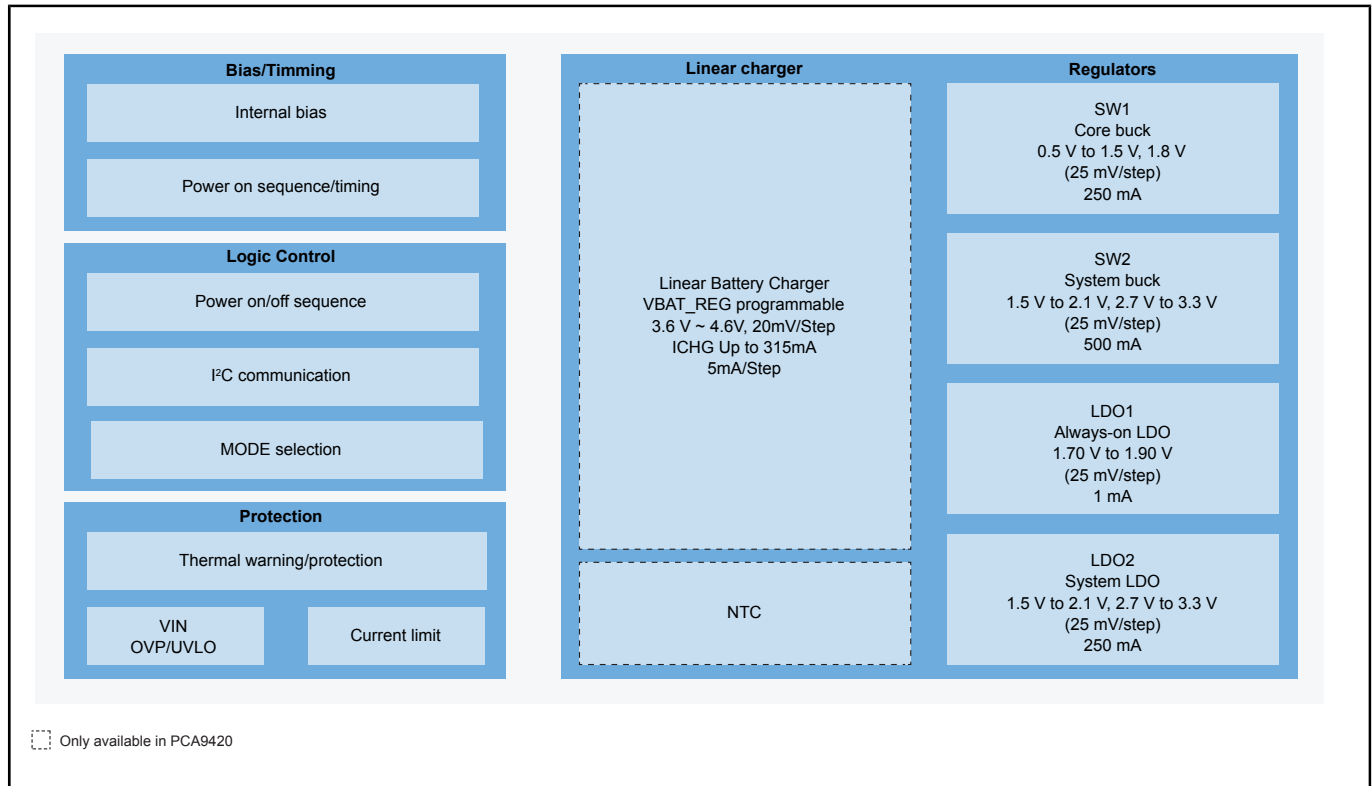 Bias/Timming
Internal bias
Power on sequence/timing
Logic Control
Power on/off sequence
I²C communication
MODE selection
Protection
Thermal warning/protection
VIN
OVP/UVLO
Current limit
Linear charger
Linear Battery Charger
VBAT_REG programmable
3.6 V ~ 4.6V, 20mV/Step
ICHG Up to 315mA
5mA/Step
NTC
Regulators
SW1
Core buck
0.5 V to 1.5 V, 1.8 V
(25 mV/step)
250 mA
SW2
System buck
1.5 V to 2.1 V, 2.7 V to 3.3 V
(25 mV/step)
500 mA
LDO1
Always-on LDO
1.70 V to 1.90 V
(25 mV/step)
1 mA
LDO2
System LDO
1.5 V to 2.1 V, 2.7 V to 3.3 V
(25 mV/step)
250 mA
Only available in PCA9420